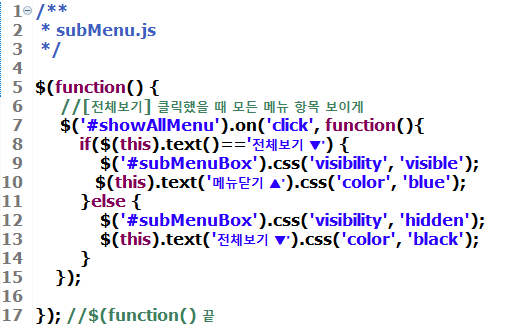 1 /**
2 * subMenu.js
3 */
4
5 $(function() {
6 //[전체보기] 클릭했을 때 모든 메뉴 항목 보이게
7 $('#showAllMenu').on('click', function(){
8 if($(this).text()=='전체보기 ▼') {
9 $('#subMenuBox').css('visibility', 'visible');
10 $(this).text('메뉴닫기 ▲').css('color', 'blue');
11 }else {
12 $('#subMenuBox').css('visibility', 'hidden');
13 $(this).text('전체보기 ▼').css('color', 'black');
14 }
15 });
16
17 }); //$(function() 끝